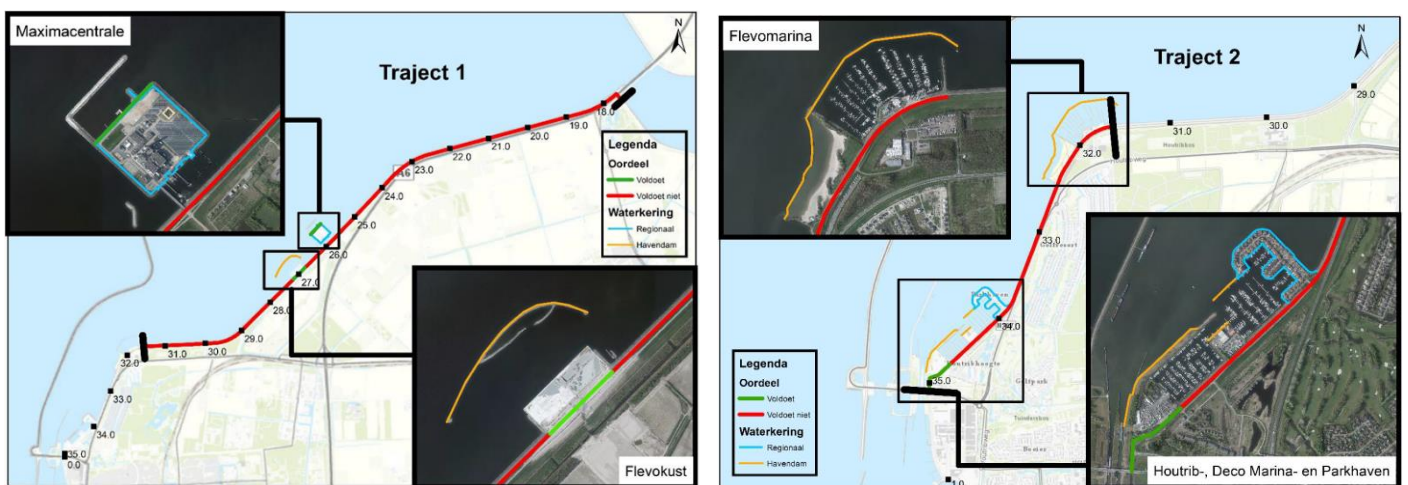 Maximacentrale
Traject 1
N
18.0
19.0
20.0
21.0
22.0
23.0
A6
24.0
25.0
26.0
27.0
28.0
29.0
30.0
31.0
32.0
33.0
34.0
35.0
0.0
Legenda
Oordeel
Voldoet
Voldoet niet
Waterkering
Regionaal
Havendam
Flevokust
Flevomarina
Traject 2
N
29.0
30.0
31.0
32.0
33.0
34.0
35.0
1.0
Legenda
Oordeel
Voldoet
Voldoet niet
Waterkering
Regionaal
Havendam
Houtrib-, Deco Marina- en Parkhaven